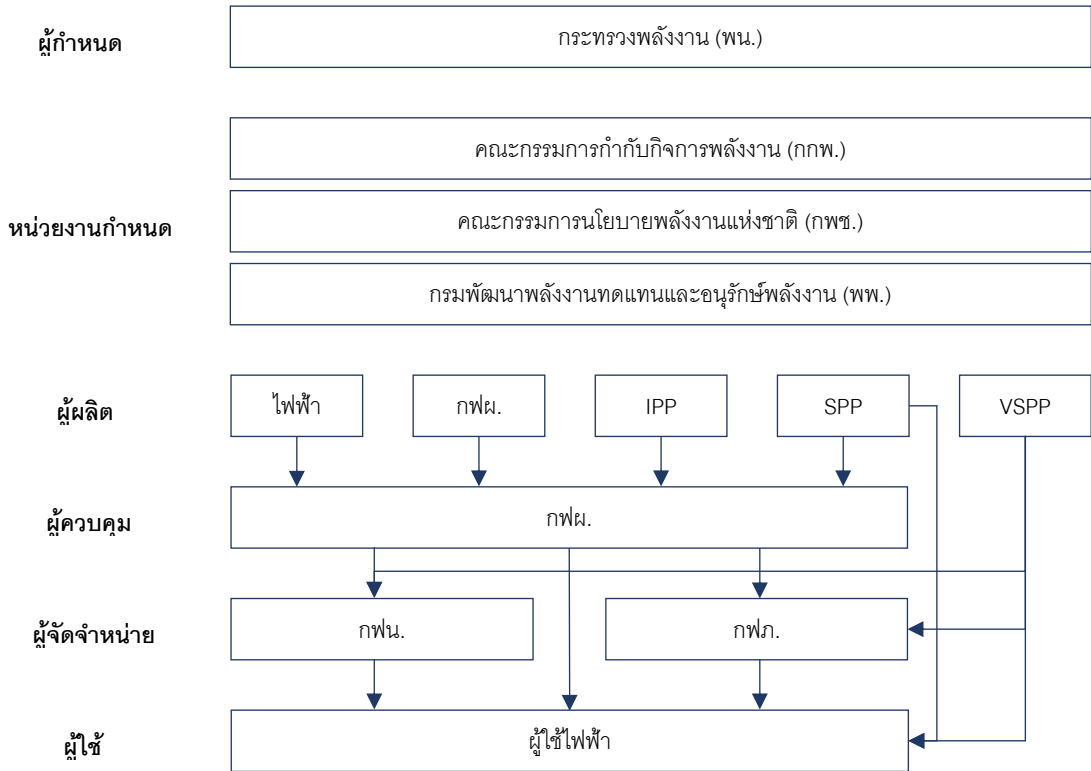 ผู้กำหนด
กระทรวงพลังงาน (พน.)
คณะกรรมการกำกับกิจการพลังงาน (กกพ.)
หน่วยงานกำหนด
คณะกรรมการนโยบายพลังงานแห่งชาติ (กพช.)
กรมพัฒนาพลังงานทดแทนและอนุรักษ์พลังงาน (พพ.)
ผู้ผลิต
ไฟฟ้า
กฟผ.
IPP
SPP
VSPP
ผู้ควบคุม
กฟผ.
ผู้จัดจำหน่าย
กฟน.
กฟภ.
ผู้ใช้
ผู้ใช้ไฟฟ้า